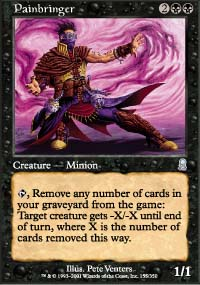 Painbringer 2
Creature — Minion
, Remove any number of cards in
your graveyard from the game:
Target creature gets -X/-X until end
of turn, where X is the number
of cards removed this way.
Illus. Pete Venters
™ & © 1993-2001 Wizards of the Coast, Inc. 155/350
1/1